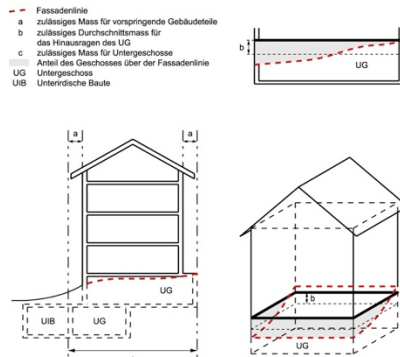 Fassadenlinie
a zulässiges Mass für vorspringende Gebäudeteile
b zulässiges Durchschnittsmass für
das Hinausragen des UG
c zulässiges Mass für Untergeschosse
Anteil des Geschosses über der Fassadenlinie
UG Untergeschoss
UIB Unterirdische Baute
b
UG
a
a
UG
UIB
UG
b
UG